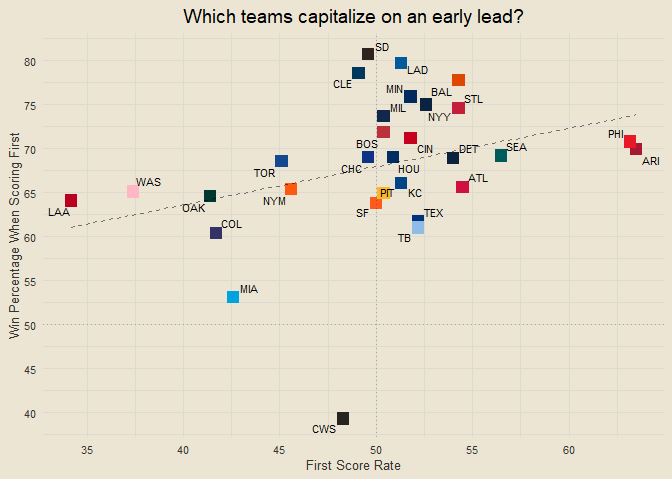 Which teams capitalize on an early lead?
Win Percentage When Scoring First
80
75
70
65
60
55
50
45
40
SD
LAD
CLE
MIN
BAL
STL
MIL
NYY
BOS
CIN
DET
SEA
PHI
ARI
TOR
CHC
HOU
WAS
ATL
LAA
OAK
NYM
PIT
KC
SF
TEX
COL
TB
MIA
CWS
35
40
45
50
55
60
First Score Rate